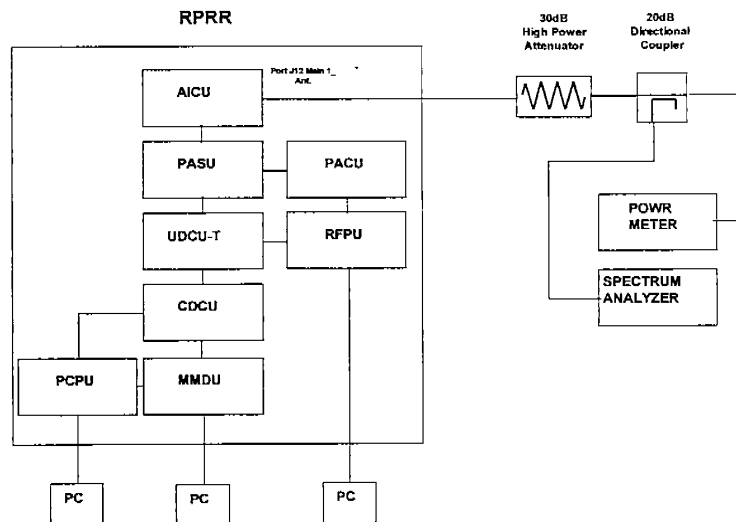 RPRR
30dB
High Power
Attenuator
20dB
Directional
Coupler
Port J12 Main 1_
Ant.
AICU
PASU
PACU
UDCU-T
RFPU
POWR
METER
CDCU
SPECTRUM
ANALYZER
PCPU
MMDU
PC
PC
PC